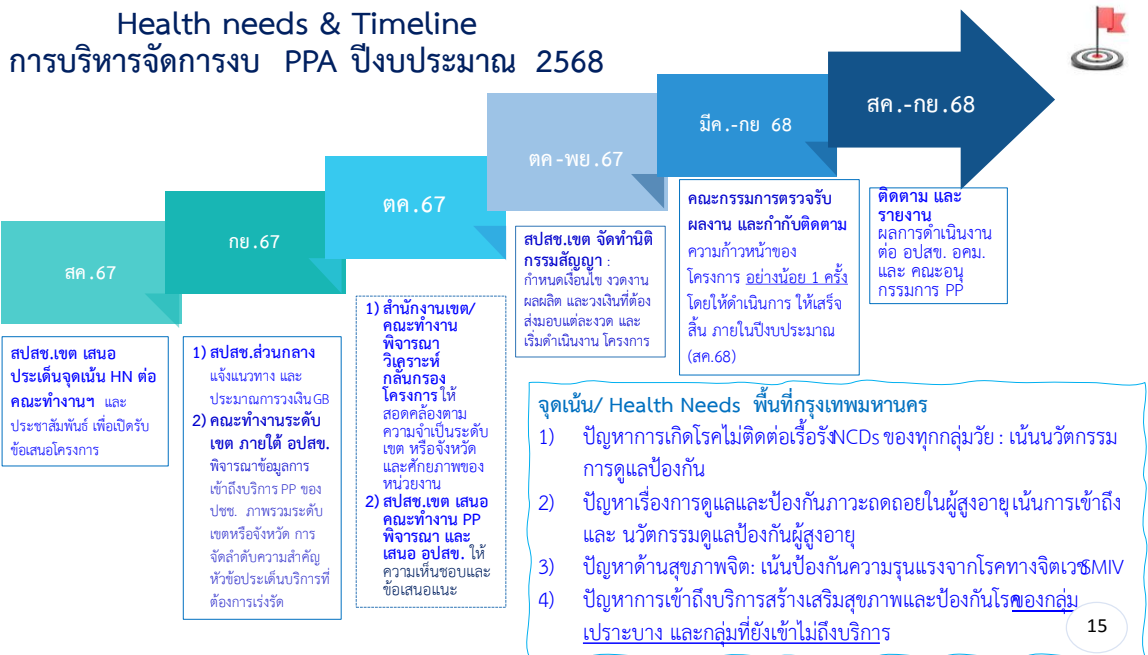 Health needs & Timeline
การบริหารจัดการงบ PPA ปีงบประมาณ 2568
สค.67
กย.67
ตค.67
ตค-พย.67
มีค.-กย 68
สค.-กย.68
สปสช.เขต เสนอ
ประเด็นจุดเน้น HN ต่อ
คณะทำงานฯ และ
ประชาสัมพันธ์ เพื่อเปิดรับ
ข้อเสนอโครงการ
1) สปสช.ส่วนกลาง
แจ้งแนวทาง และ
ประมาณการวงเงิน GB
2) คณะทำงานระดับ
เขต ภายใต้ อปสข.
พิจารณาข้อมูลการ
เข้าถึงบริการ PP ของ
ปชช. ภาพรวมระดับ
เขตหรือจังหวัด การ
จัดลำดับความสำคัญ
หัวข้อประเด็นบริการที่
ต้องการเร่งรัด
1) สำนักงานเขต/
คณะทำงาน
พิจารณา
วิเคราะห์
กลั่นกรอง
โครงการ ให้
สอดคล้องตาม
ความจำเป็นระดับ
เขต หรือจังหวัด
และศักยภาพของ
หน่วยงาน
2) สปสช.เขต เสนอ
คณะทำงาน PP
พิจารณา และ
เสนอ อปสข. ให้
ความเห็นชอบและ
ข้อเสนอแนะ
สปสช.เขต จัดทำนิติ
กรรมสัญญา :
กำหนดเงื่อนไข งวดงาน
ผลผลิต และวงเงินที่ต้อง
ส่งมอบแต่ละงวด และ
เริ่มดำเนินงาน โครงการ
คณะกรรมการตรวจรับ
ผลงาน และกำกับติดตาม
ความก้าวหน้าของ
โครงการ อย่างน้อย 1 ครั้ง
โดยให้ดำเนินการ ให้เสร็จ
สิ้น ภายในปีงบประมาณ
(สค.68)
ติดตาม และ
รายงาน
ผลการดำเนินงาน
ต่อ อปสข. อคม.
และ คณะอนุ
กรรมการ PP
จุดเน้น/ Health Needs พื้นที่กรุงเทพมหานคร
1) ปัญหาการเกิดโรคไม่ติดต่อเรื้อรังNCDs ของทุกกลุ่มวัย : เน้นนวัตกรรม
การดูแลป้องกัน
2) ปัญหาเรื่องการดูแลและป้องกันภาวะถดถอยในผู้สูงอายุ เน้นการเข้าถึง
และ นวัตกรรมดูแลป้องกันผู้สูงอายุ
3) ปัญหาด้านสุขภาพจิต: เน้นป้องกันความรุนแรงจากโรคทางจิตเวชSMIV
4) ปัญหาการเข้าถึงบริการสร้างเสริมสุขภาพและป้องกันโรคของกลุ่ม
เปราะบาง และกลุ่มที่ยังเข้าไม่ถึงบริการ
15